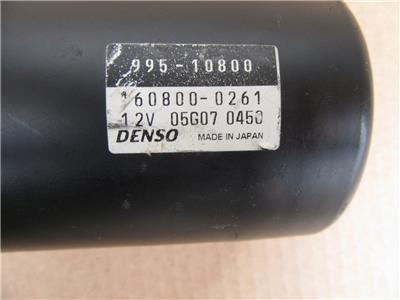 995-10800
160800-0261
12V 05G07 0450
DENSO MADE IN JAPAN